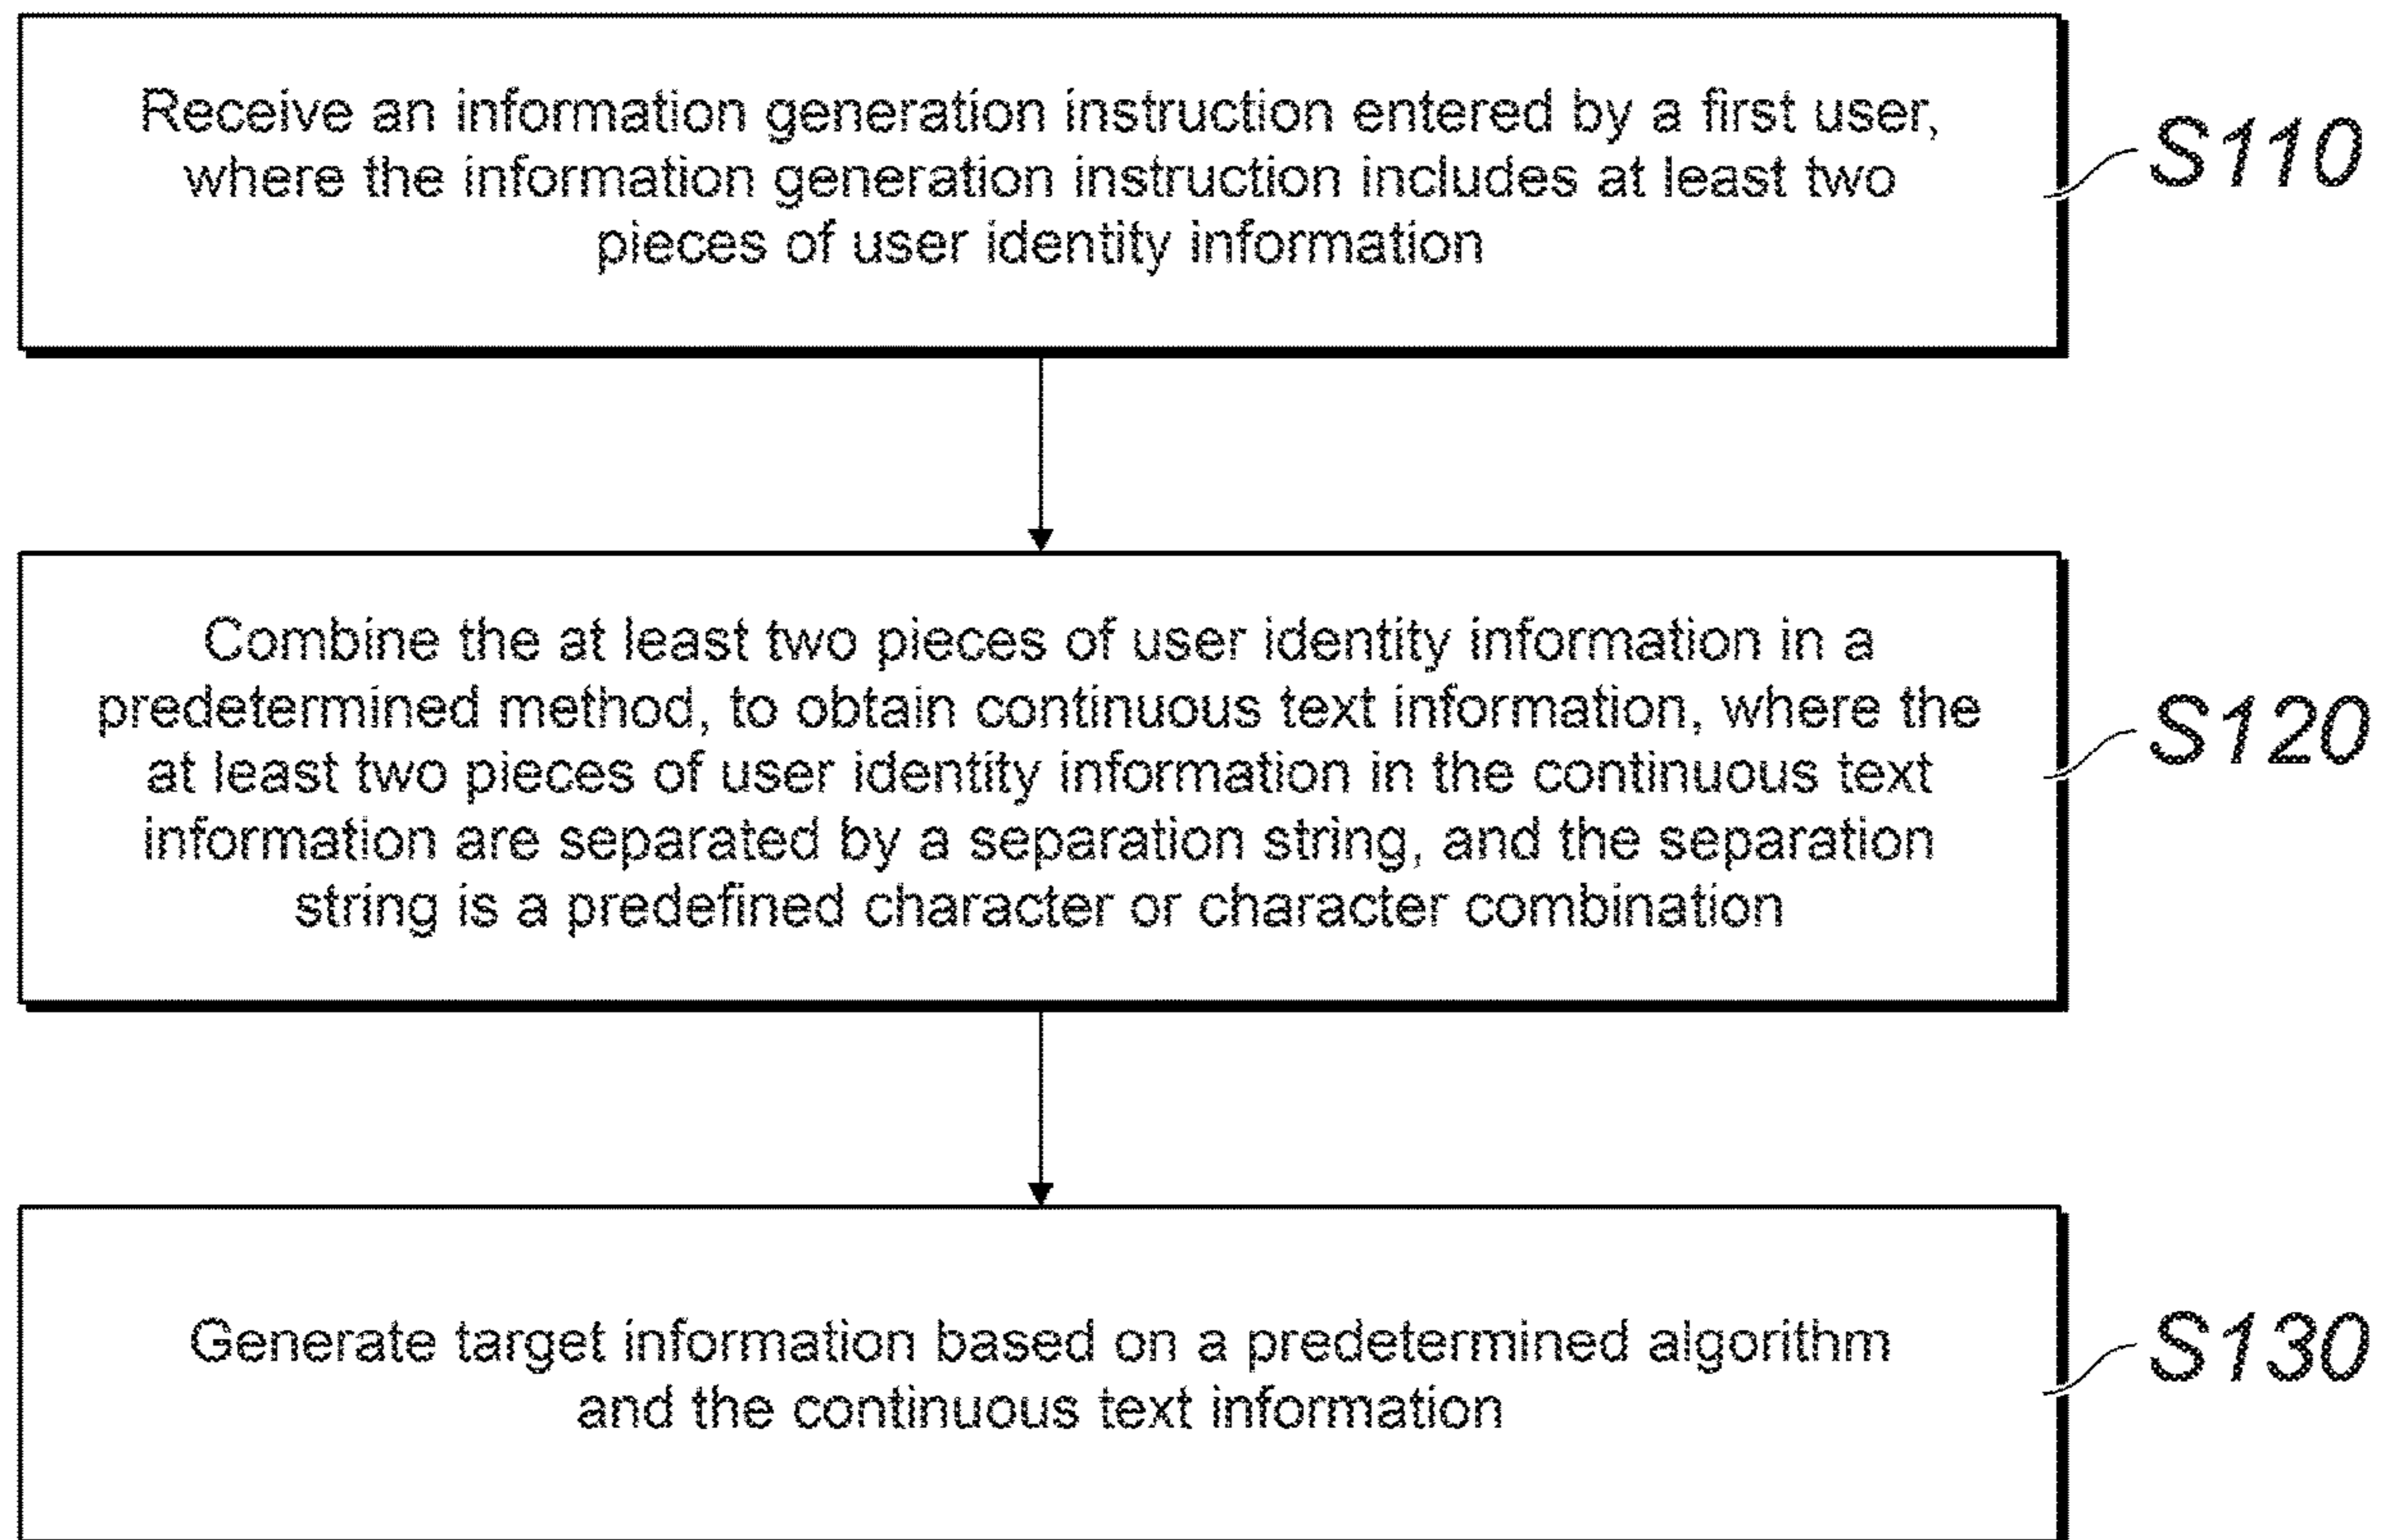 Receive an information generation instruction entered by a first user,
where the information generation instruction includes at least two
pieces of user identity information
S110
Combine the at least two pieces of user identity information in a
predetermined method, to obtain continuous text information, where the
at least two pieces of user identity information in the continuous text
information are separated by a separation string, and the separation
string is a predefined character or character combination
S120
Generate target information based on a predetermined algorithm
and the continuous text information
S130